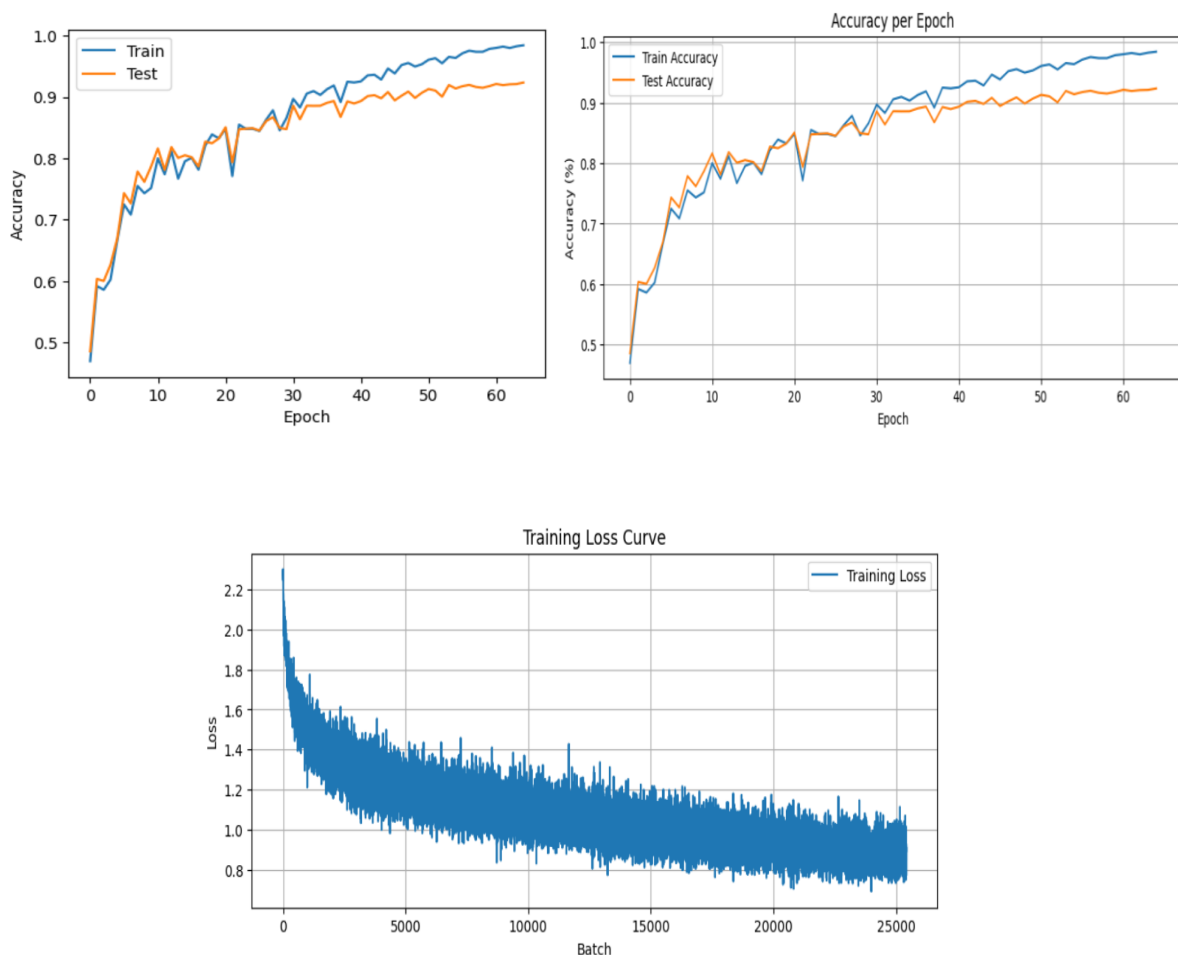 1.0
0.9
0.8
0.7
0.6
0.5
Accuracy
Train
Test
0 10 20 30 40 50 60
Epoch
Accuracy per Epoch
1.0
0.9
0.8
0.7
0.6
0.5
Accuracy (%)
Train Accuracy
Test Accuracy
0 10 20 30 40 50 60
Epoch
Training Loss Curve
2.2
2.0
1.8
1.6
1.4
1.2
1.0
0.8
Loss
Training Loss
0 5000 10000 15000 20000 25000
Batch